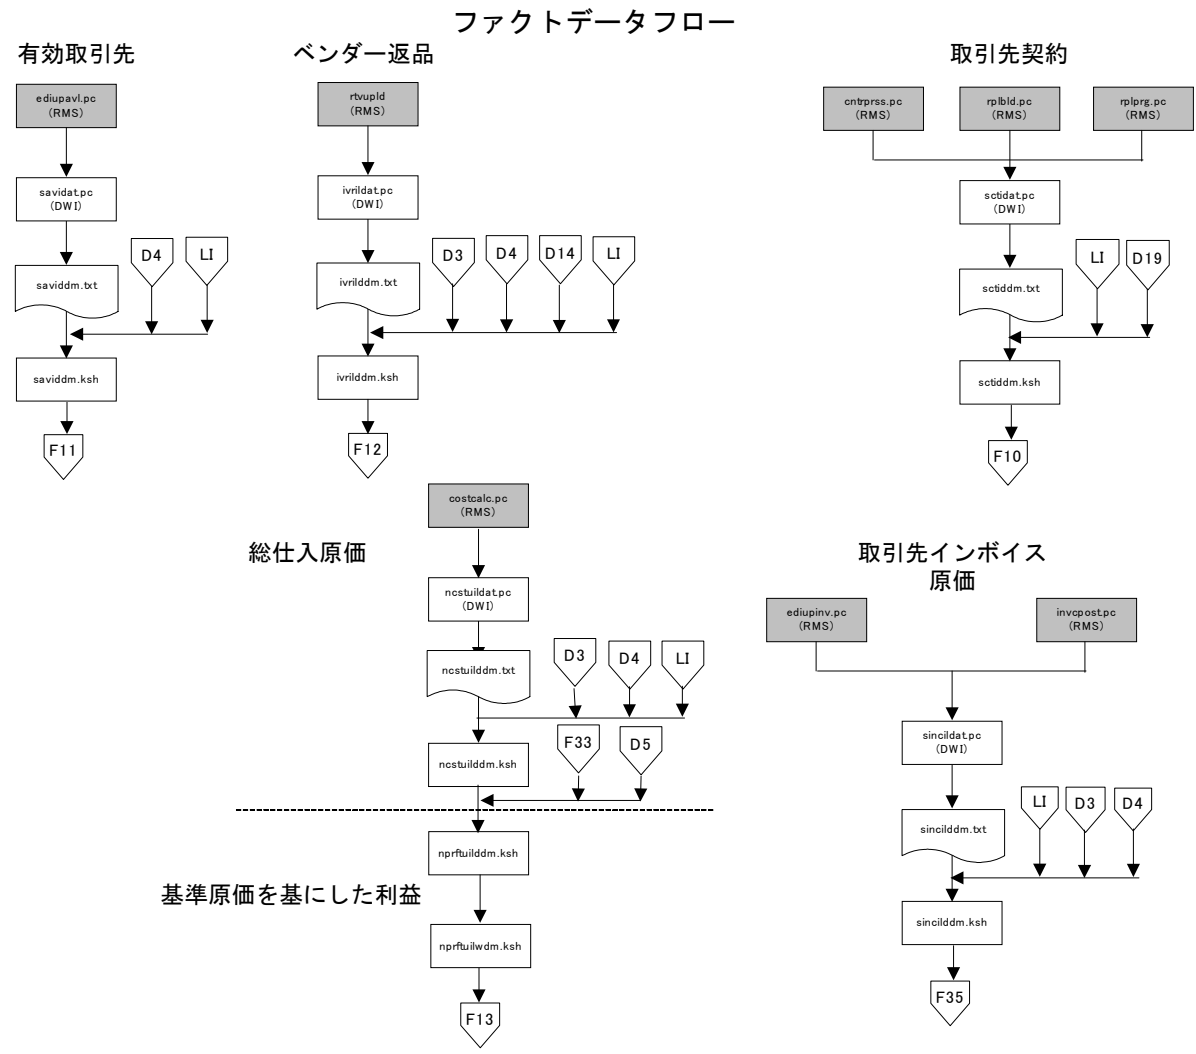 ファクトデータフロー
有効取引先
ediupavl.pc
(RMS)
savidat.pc
(DWI)
D4
LI
saviddm.txt
saviddm.ksh
F11
ベンダー返品
rtvupld
(RMS)
ivrildat.pc
(DWI)
D3
D4
D14
LI
ivrilddm.txt
ivrilddm.ksh
F12
取引先契約
cntrprss.pc
(RMS)
rplbld.pc
(RMS)
rplprg.pc
(RMS)
sctidat.pc
(DWI)
LI
D19
sctiddm.txt
sctiddm.ksh
F10
総仕入原価
costcalc.pc
(RMS)
ncstuildat.pc
(DWI)
D3
D4
LI
ncstuilddm.txt
F33
D5
ncstuilddm.ksh
nprftuilddm.ksh
基準原価を基にした利益
nprftuilwdm.ksh
F13
取引先インボイス
原価
ediupinv.pc
(RMS)
invcpost.pc
(RMS)
sincildat.pc
(DWI)
LI
D3
D4
sincilddm.txt
sincilddm.ksh
F35